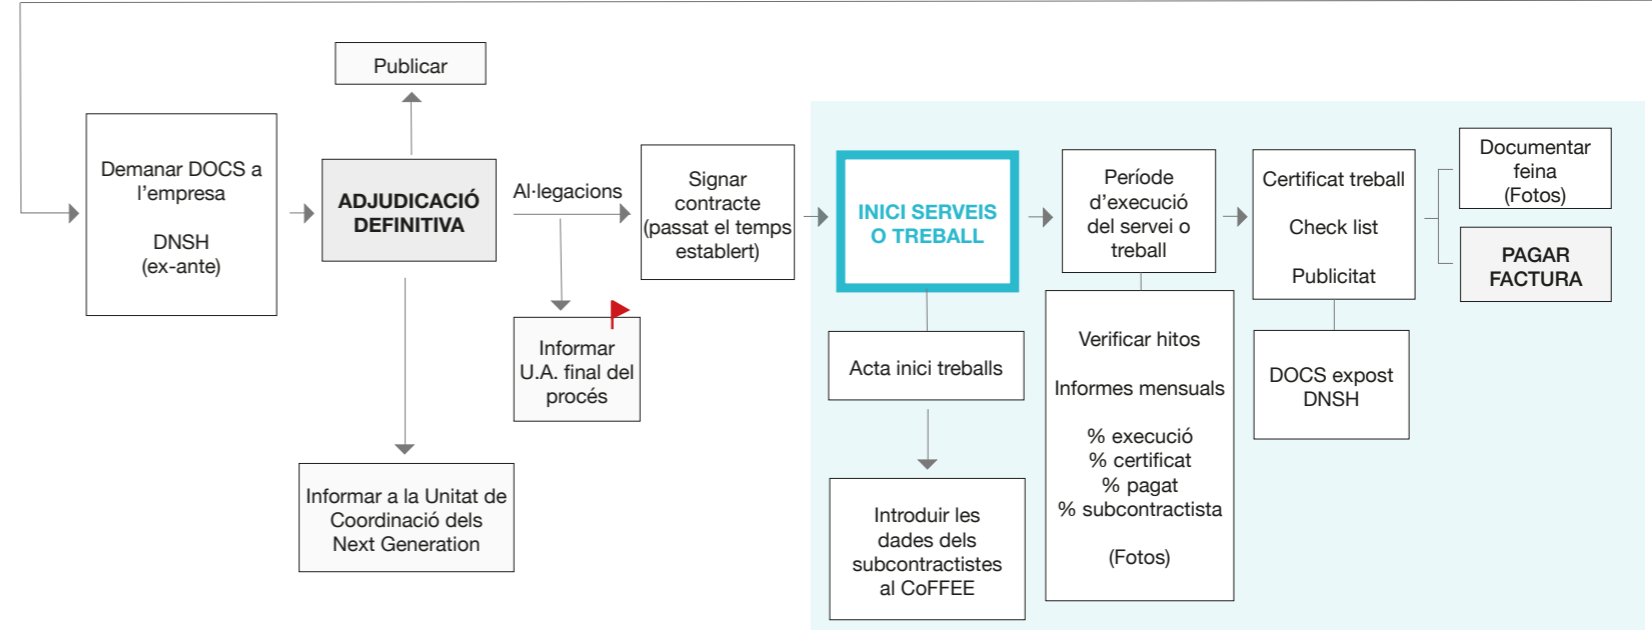 Publicar
Demanar DOCS a
l’empresa
DNSH
(ex-ante)
ADJUDICACIÓ
DEFINITIVA
Al·legacions
Informar
U.A. final del
procés
Informar a la Unitat de
Coordinació dels
Next Generation
Signar
contracte
(passat el temps
establert)
INICI SERVEIS
O TREBALL
Acta inici treballs
Introduir les
dades dels
subcontractistes
al CoFFEE
Període
d’execució
del servei o
treball
Verificar hitos
Informes mensuals
% execució
% certificat
% pagat
% subcontractista
(Fotos)
Certificat treball
Check list
Publicitat
DOCS expost
DNSH
Documentar
feina
(Fotos)
PAGAR
FACTURA